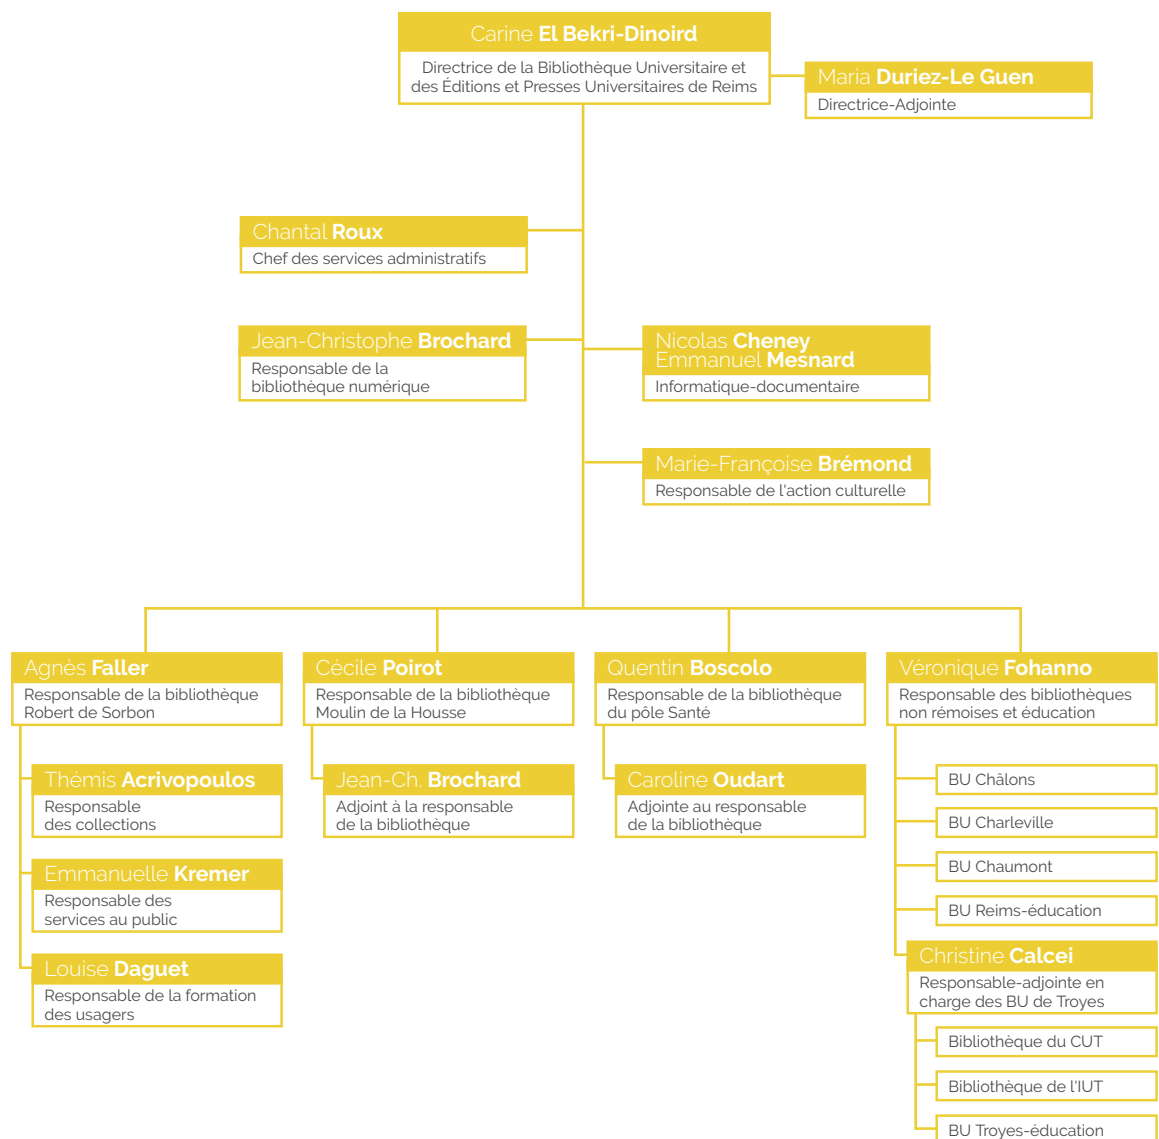 Carine El Bekri-Dinoird
Directrice de la Bibliothèque Universitaire et
des Éditions et Presses Universitaires de Reims
Maria Duriez-Le Guen
Directrice-Adjointe
Chantal Roux
Chef des services administratifs
Jean-Christophe Brochard
Responsable de la
bibliothèque numérique
Nicolas Cheney
Emmanuel Mesnard
Informatique-documentaire
Marie-Françoise Brémond
Responsable de l'action culturelle
Agnès Faller
Responsable de la bibliothèque
Robert de Sorbon
Thémis Acrivopoulos
Responsable
des collections
Emmanuelle Kremer
Responsable des
services au public
Louise Daguet
Responsable de la formation
des usagers
Cécile Poirot
Responsable de la bibliothèque
Moulin de la Housse
Jean-Ch. Brochard
Adjoint à la responsable
de la bibliothèque
Quentin Boscolo
Responsable de la bibliothèque
du pôle Santé
Caroline Oudart
Adjointe au responsable
de la bibliothèque
Véronique Fohanno
Responsable des bibliothèques
non rémoises et éducation
BU Châlons
BU Charleville
BU Chaumont
BU Reims-éducation
Christine Calcei
Responsable-adjointe en
charge des BU de Troyes
Bibliothèque du CUT
Bibliothèque de l'IUT
BU Troyes-éducation